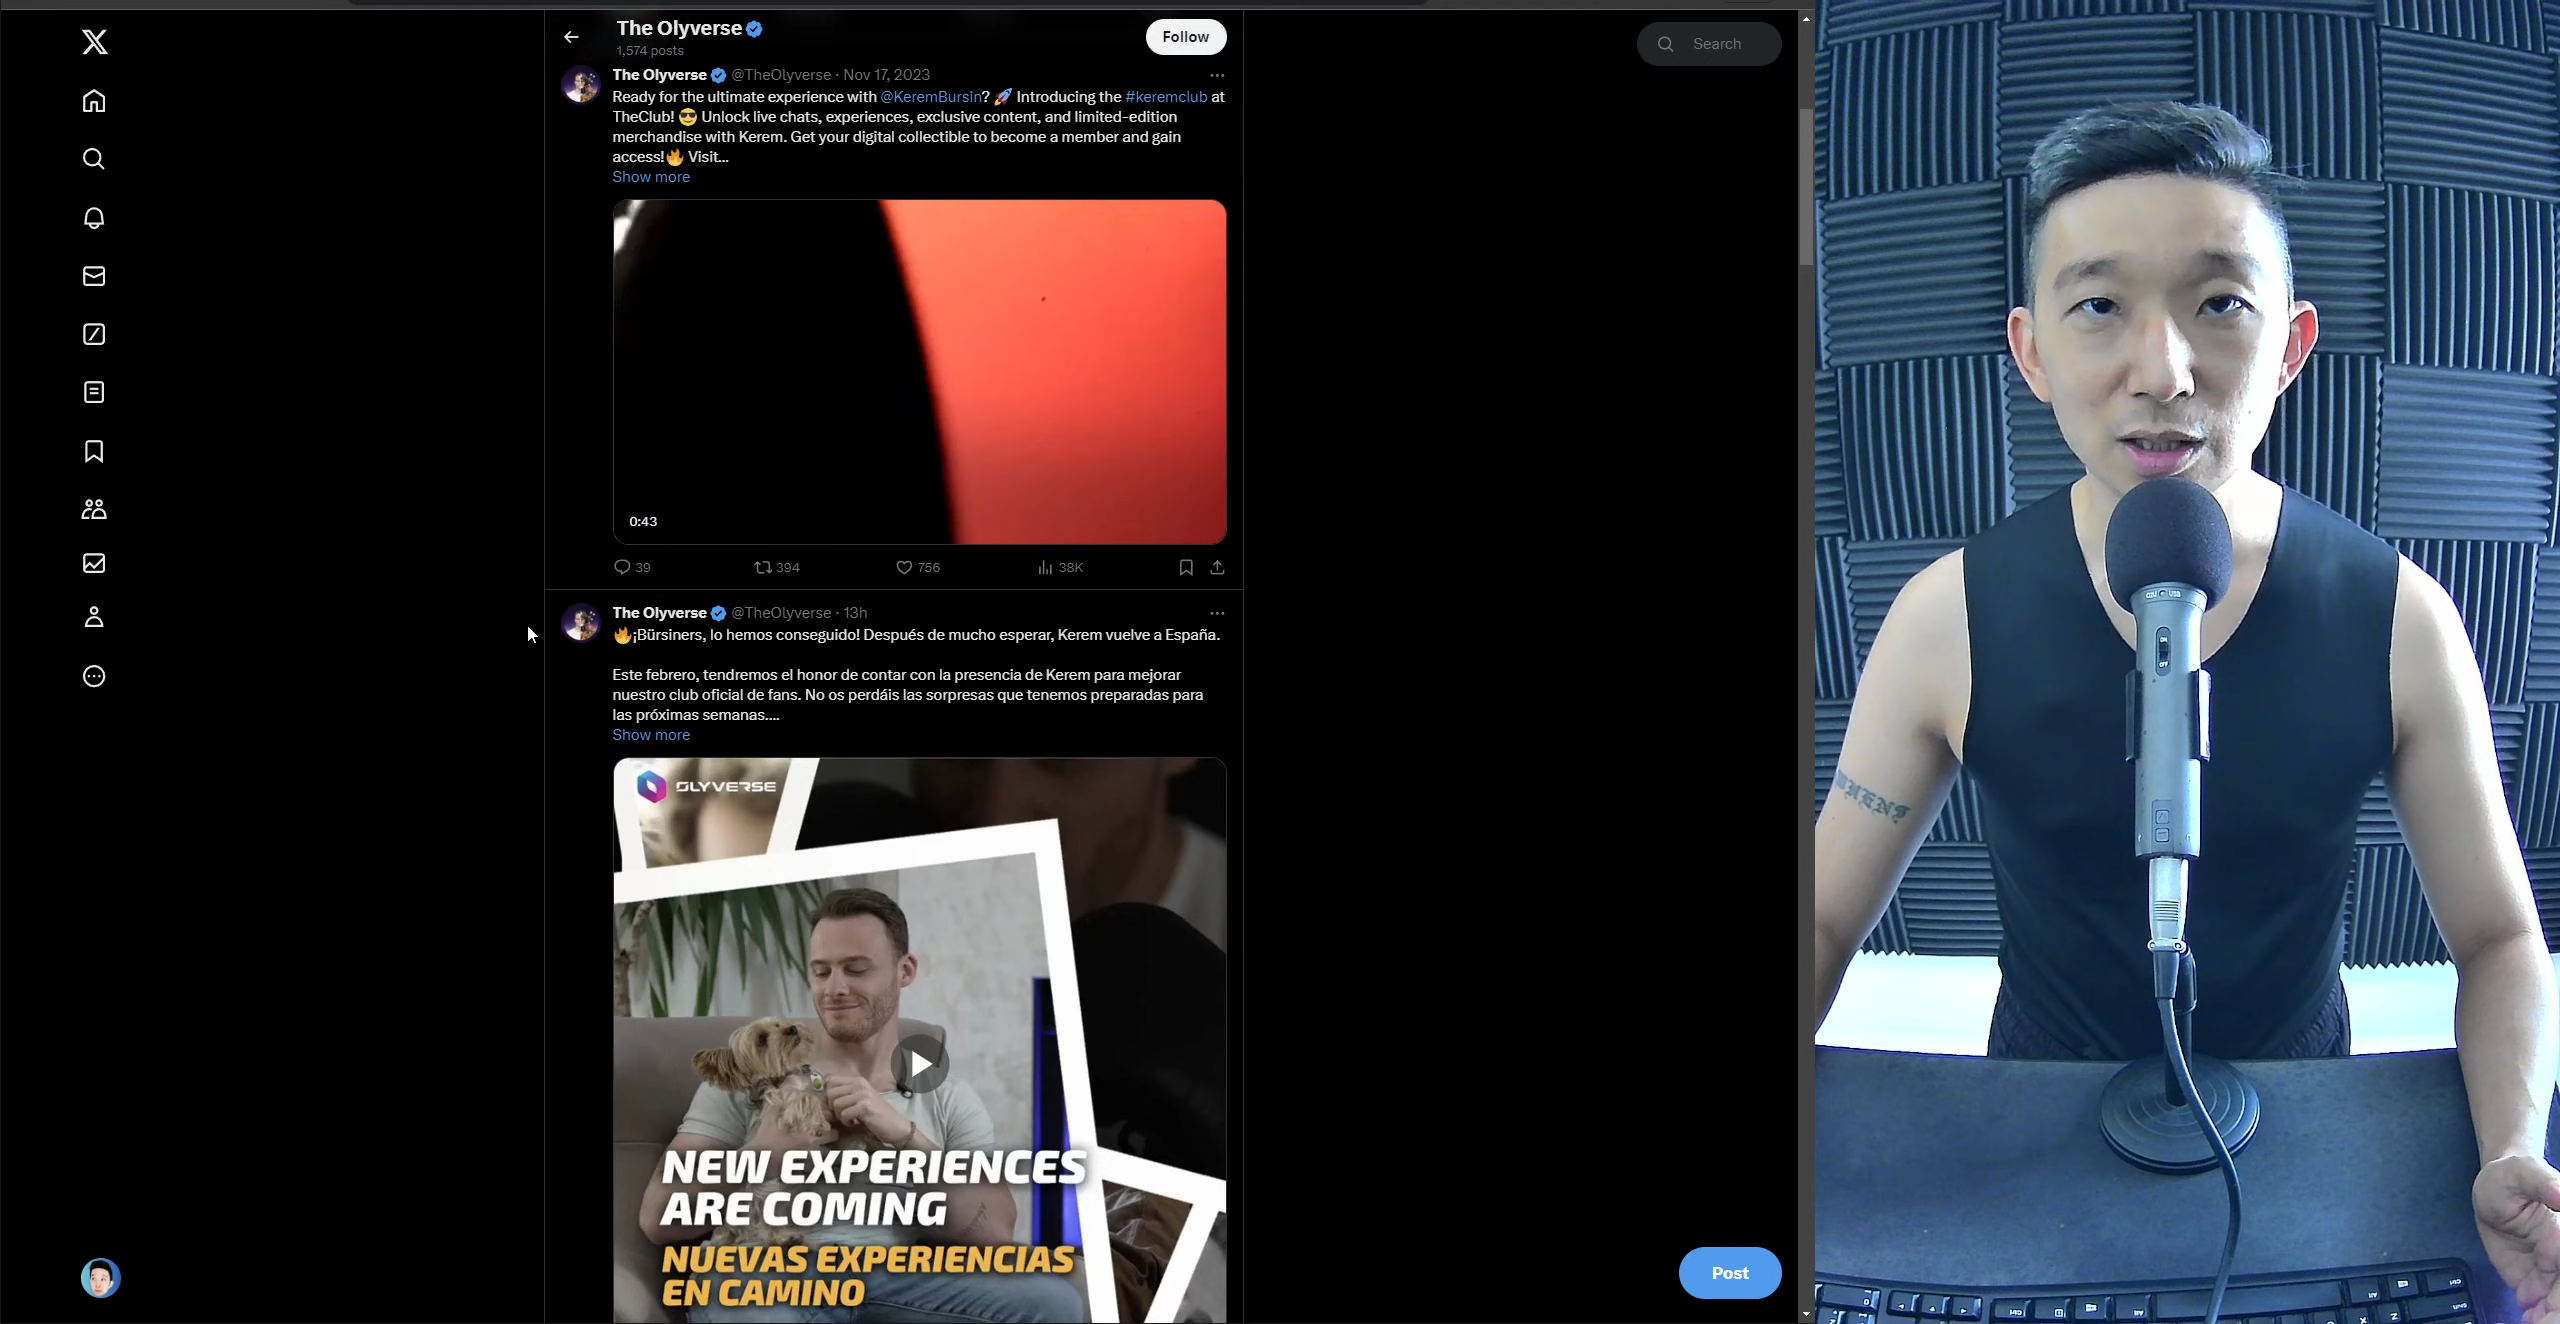 The Olyverse
1,574 posts
Follow
Search
The Olyverse @TheOlyverse · Nov 17, 2023
Ready for the ultimate experience with @KeremBursin? 🚀 Introducing the #keremclub at
TheClub! 😎 Unlock live chats, experiences, exclusive content, and limited-edition
merchandise with Kerem. Get your digital collectible to become a member and gain
access!🔥 Visit...
Show more
0:43
39 394 756 38K
The Olyverse @TheOlyverse · 13h
🔥¡Bürsiners, lo hemos conseguido! Después de mucho esperar, Kerem vuelve a España.
Este febrero, tendremos el honor de contar con la presencia de Kerem para mejorar
nuestro club oficial de fans. No os perdáis las sorpresas que tenemos preparadas para
las próximas semanas....
Show more
OLYVERSE
NEW EXPERIENCES
ARE COMING
NUEVAS EXPERIENCIAS
EN CAMINO
Post
ON
OFF